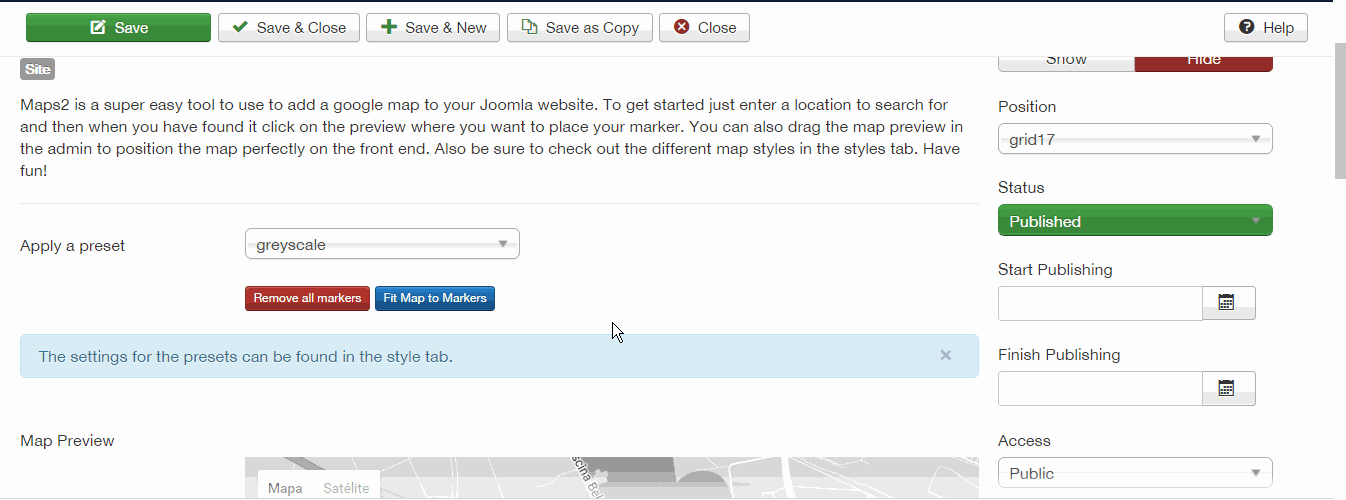 Save
Save & Close
Save & New
Save as Copy
Close
Help
Site
Maps2 is a super easy tool to use to add a google map to your Joomla website. To get started just enter a location to search for
and then when you have found it click on the preview where you want to place your marker. You can also drag the map preview in
the admin to position the map perfectly on the front end. Also be sure to check out the different map styles in the styles tab. Have
fun!
Apply a preset
greyscale
Remove all markers
Fit Map to Markers
The settings for the presets can be found in the style tab.
Map Preview
Mapa
Satélite
scina Bel
Show
Hide
Position
grid17
Status
Published
Start Publishing
Finish Publishing
Access
Public